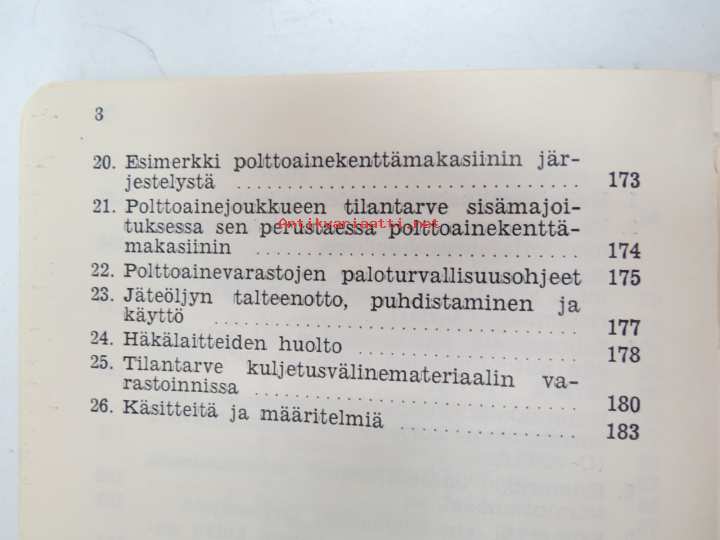 3
20. Esimerkki polttoainekenttämakasiinin jär-
jestelystä .................................. 173
21. Polttoainejoukkueen tilantarve sisämajoi-
Antikvariaatti.net
tuksessa sen perustaessa polttoainekenttä-
makasiinin ................................ 174
22. Polttoainevarastojen paloturvallisuusohjeet 175
23. Jäteöljyn talteenotto, puhdistaminen ja
käyttö .................................... 177
24. Häkälaitteiden huolto ...................... 178
25. Tilantarve kuljetusvälinemateriaalin va-
rastoinnissa ................................ 180
26. Käsitteitä ja määritelmiä .................. 183